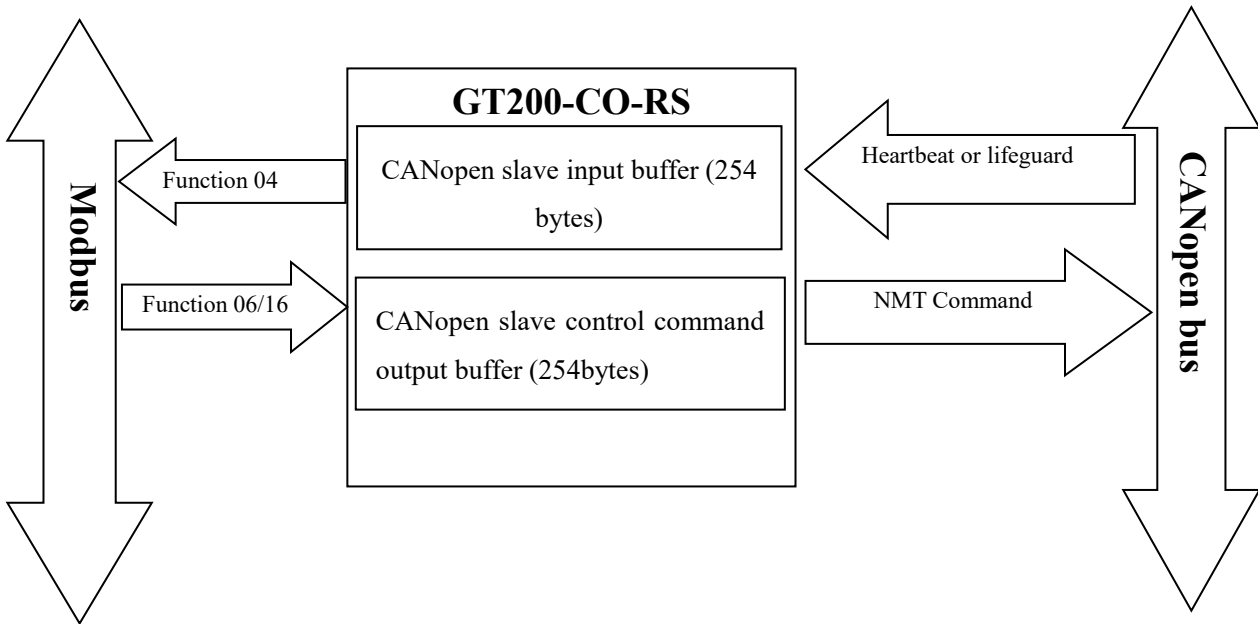 GT200-CO-RS
Modbus
Function 04
CANopen slave input buffer (254
bytes)
Heartbeat or lifeguard
CANopen bus
Function 06/16
CANopen slave control command
output buffer (254bytes)
NMT Command